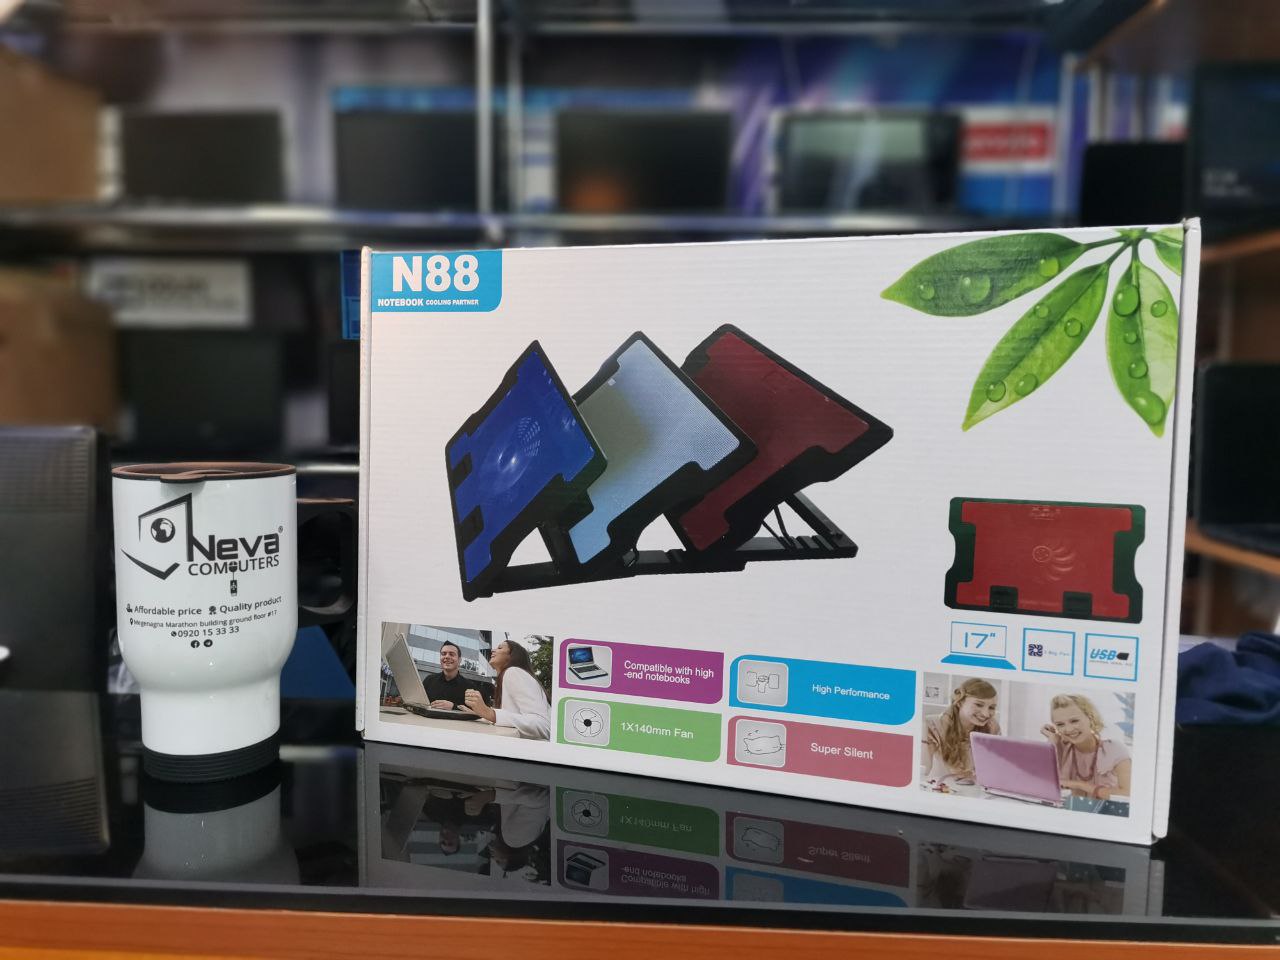 N88
NOTEBOOK COOLING PARTNER
Neva®
COMPUTERS
Affordable price Quality product
Megenagna Marathon building ground floor #17
0920 15 33 33
17"
USB
Compatible with high
-end notebooks
High Performance
1X140mm Fan
Super Silent